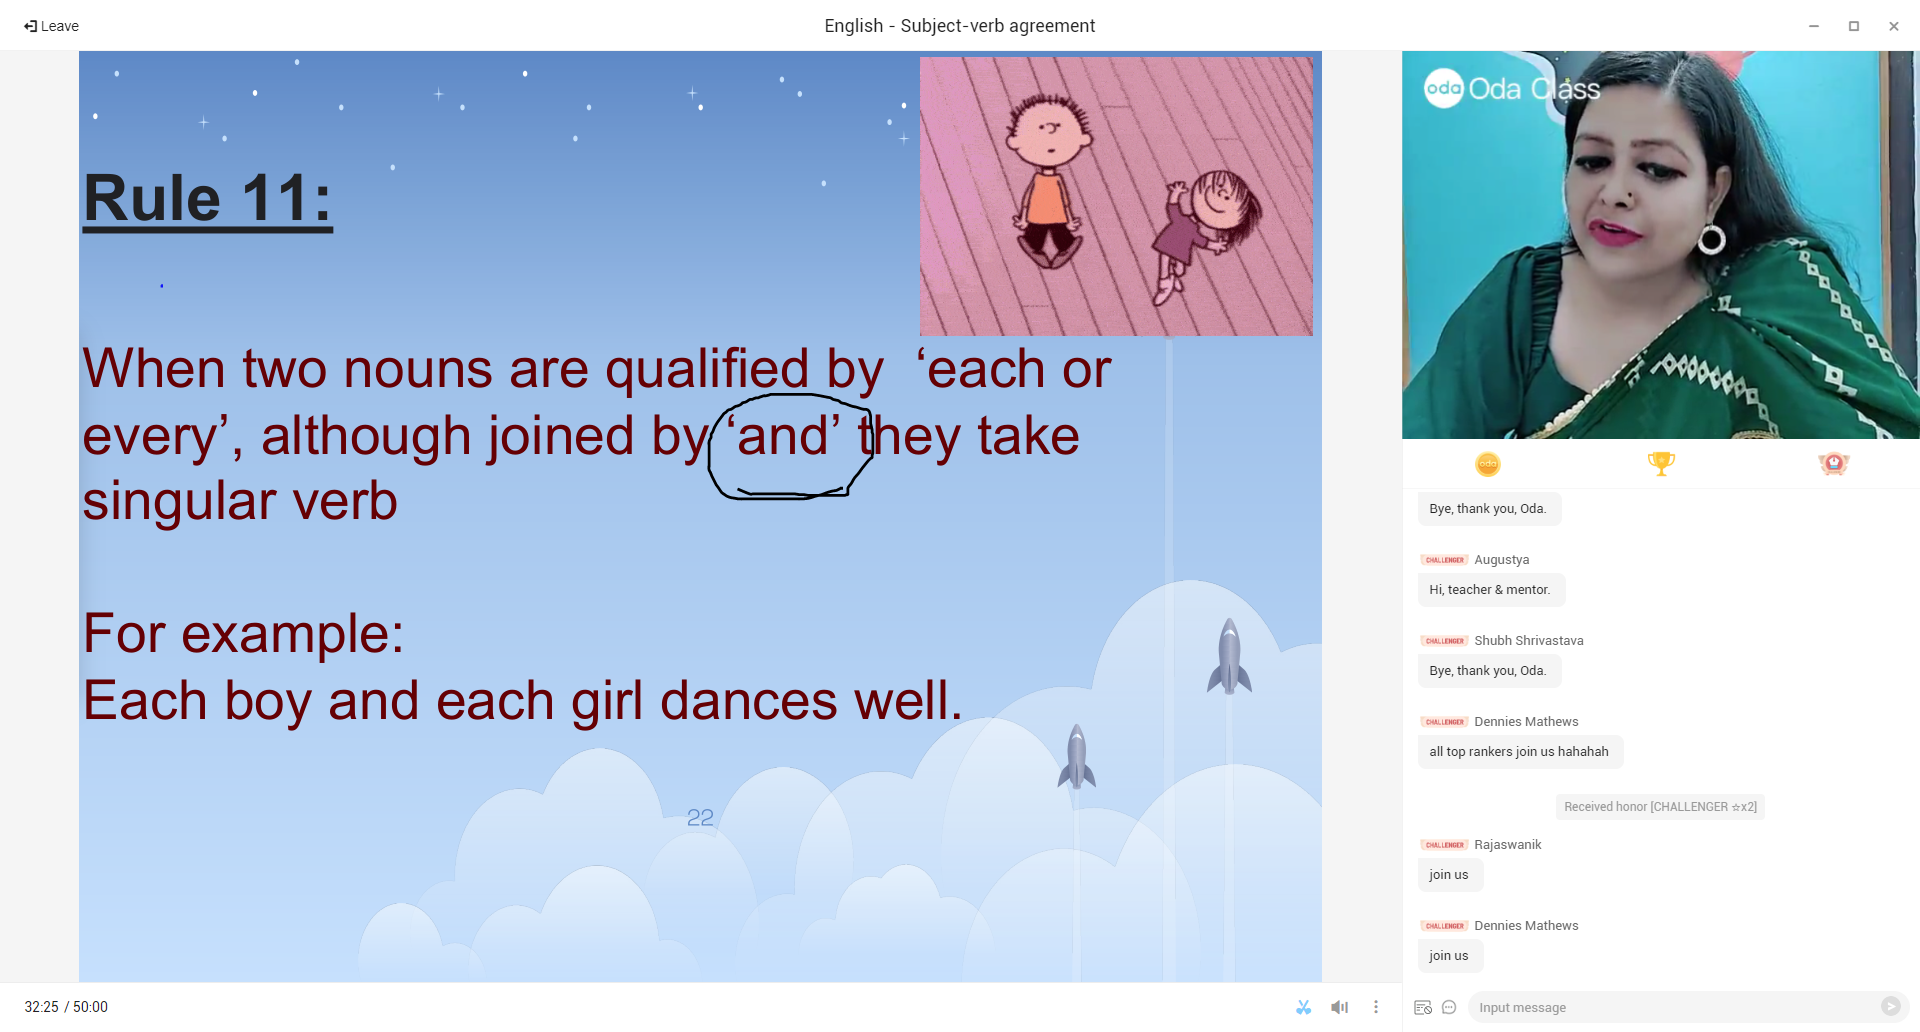 Leave
English - Subject-verb agreement
Rule 11:
When two nouns are qualified by  ‘each or
every’, although joined by ‘and’ they take
singular verb
For example:
Each boy and each girl dances well.
22
32:25 / 50:00
oda Oda Class
oda
Bye, thank you, Oda.
CHALLENGER Augustya
Hi, teacher & mentor.
CHALLENGER Shubh Shrivastava
Bye, thank you, Oda.
CHALLENGER Dennies Mathews
all top rankers join us hahahah
Received honor [CHALLENGER ☆x2]
CHALLENGER Rajaswanik
join us
CHALLENGER Dennies Mathews
join us
Input message